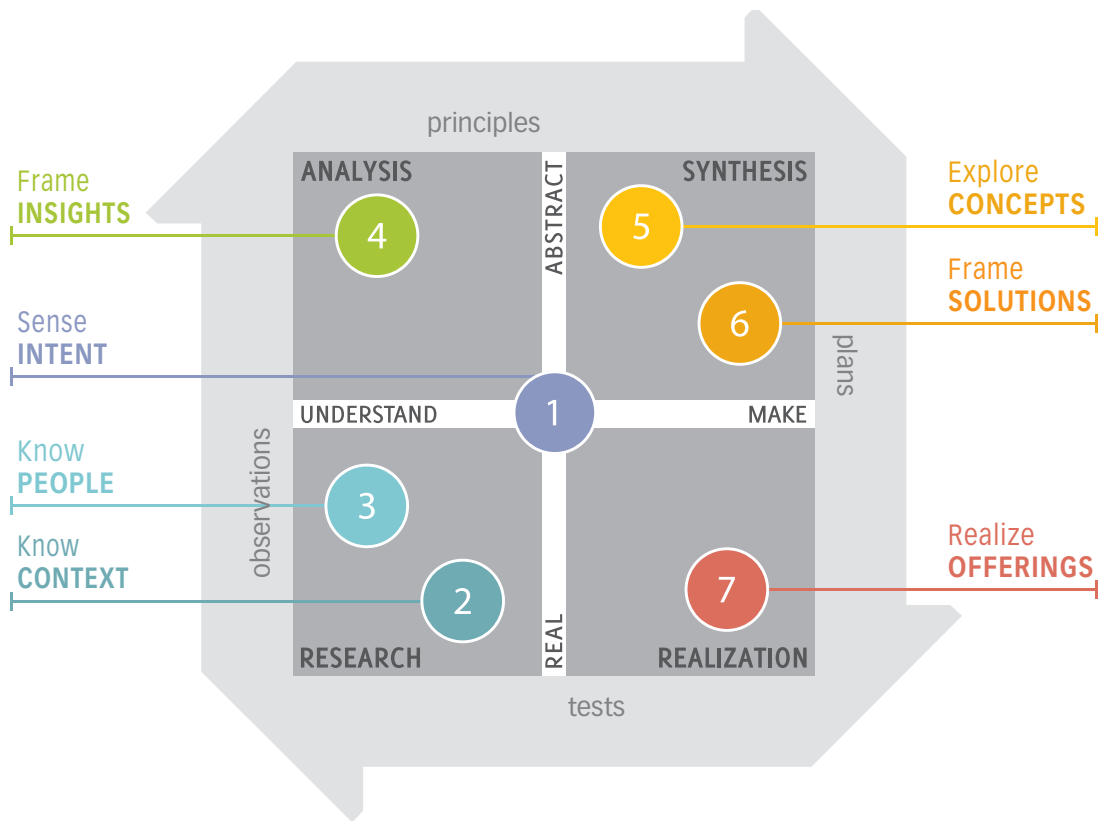 principles
ANALYSIS
ABSTRACT
SYNTHESIS
Frame
INSIGHTS
4
5
Explore
CONCEPTS
Frame
SOLUTIONS
6
Sense
INTENT
plans
UNDERSTAND
1
MAKE
observations
Know
PEOPLE
3
Know
CONTEXT
2
7
Realize
OFFERINGS
RESEARCH
REAL
REALIZATION
tests